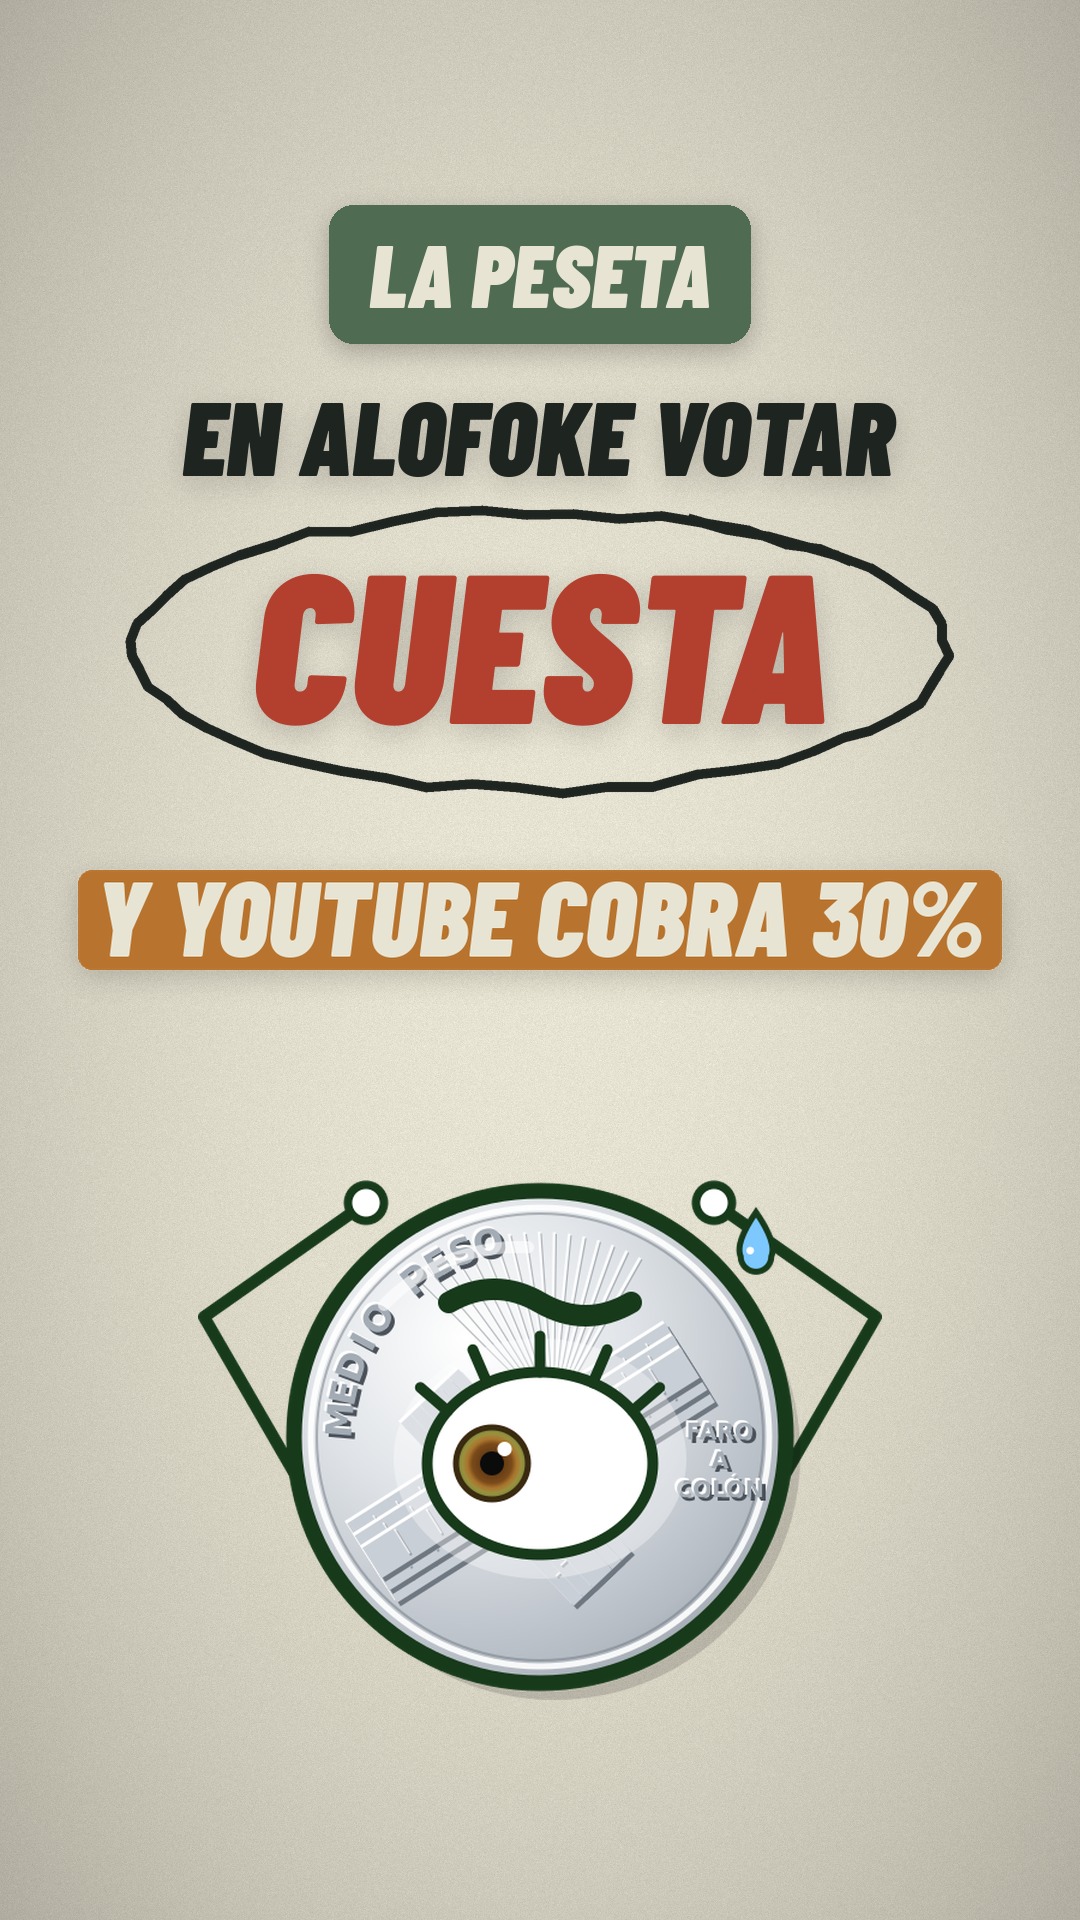 LA PESETA
EN ALOFOKE VOTAR
CUESTA
Y YOUTUBE COBRA 30%
MEDIO PESO
FARO
A
COLÓN